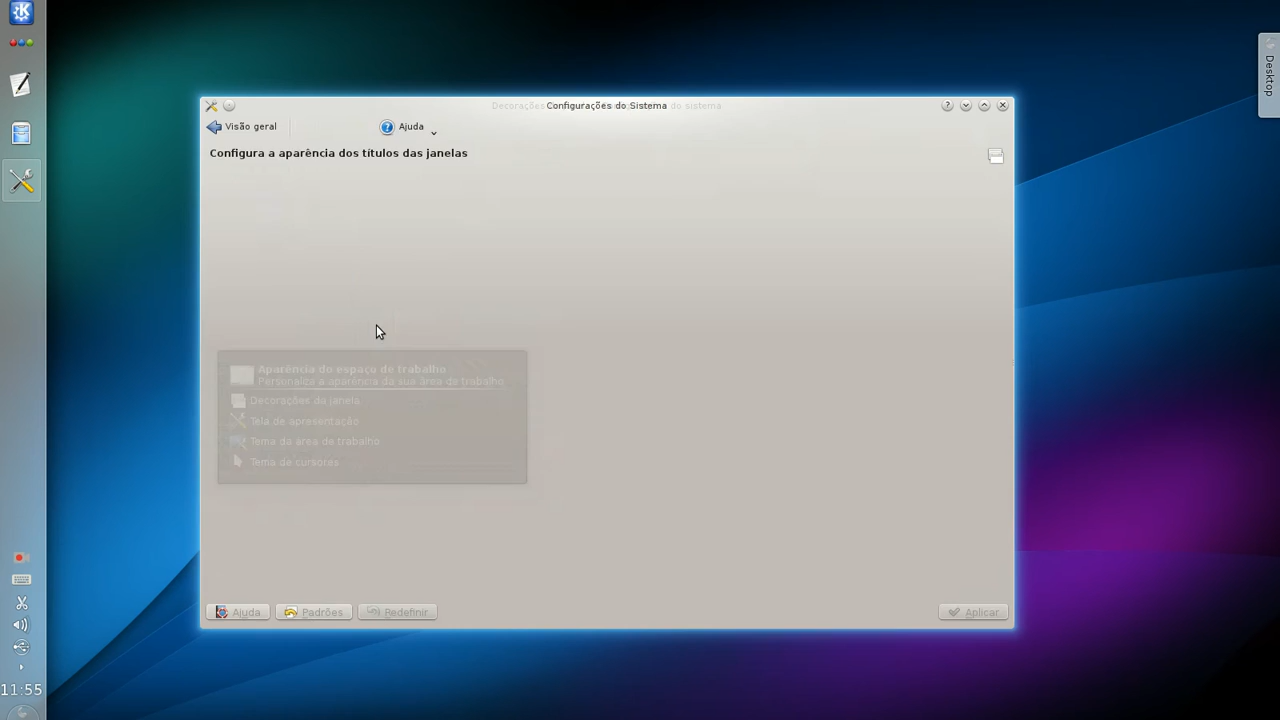 Decorações Configurações do Sistema do sistema
Visão geral
Ajuda
Configura a aparência dos títulos das janelas
Aparência do espaço de trabalho
Personaliza a aparência da sua área de trabalho
Decorações da janela
Tela de apresentação
Tema da área de trabalho
Tema de cursores
Ajuda
Padrões
Redefinir
Aplicar
Desktop
11:55